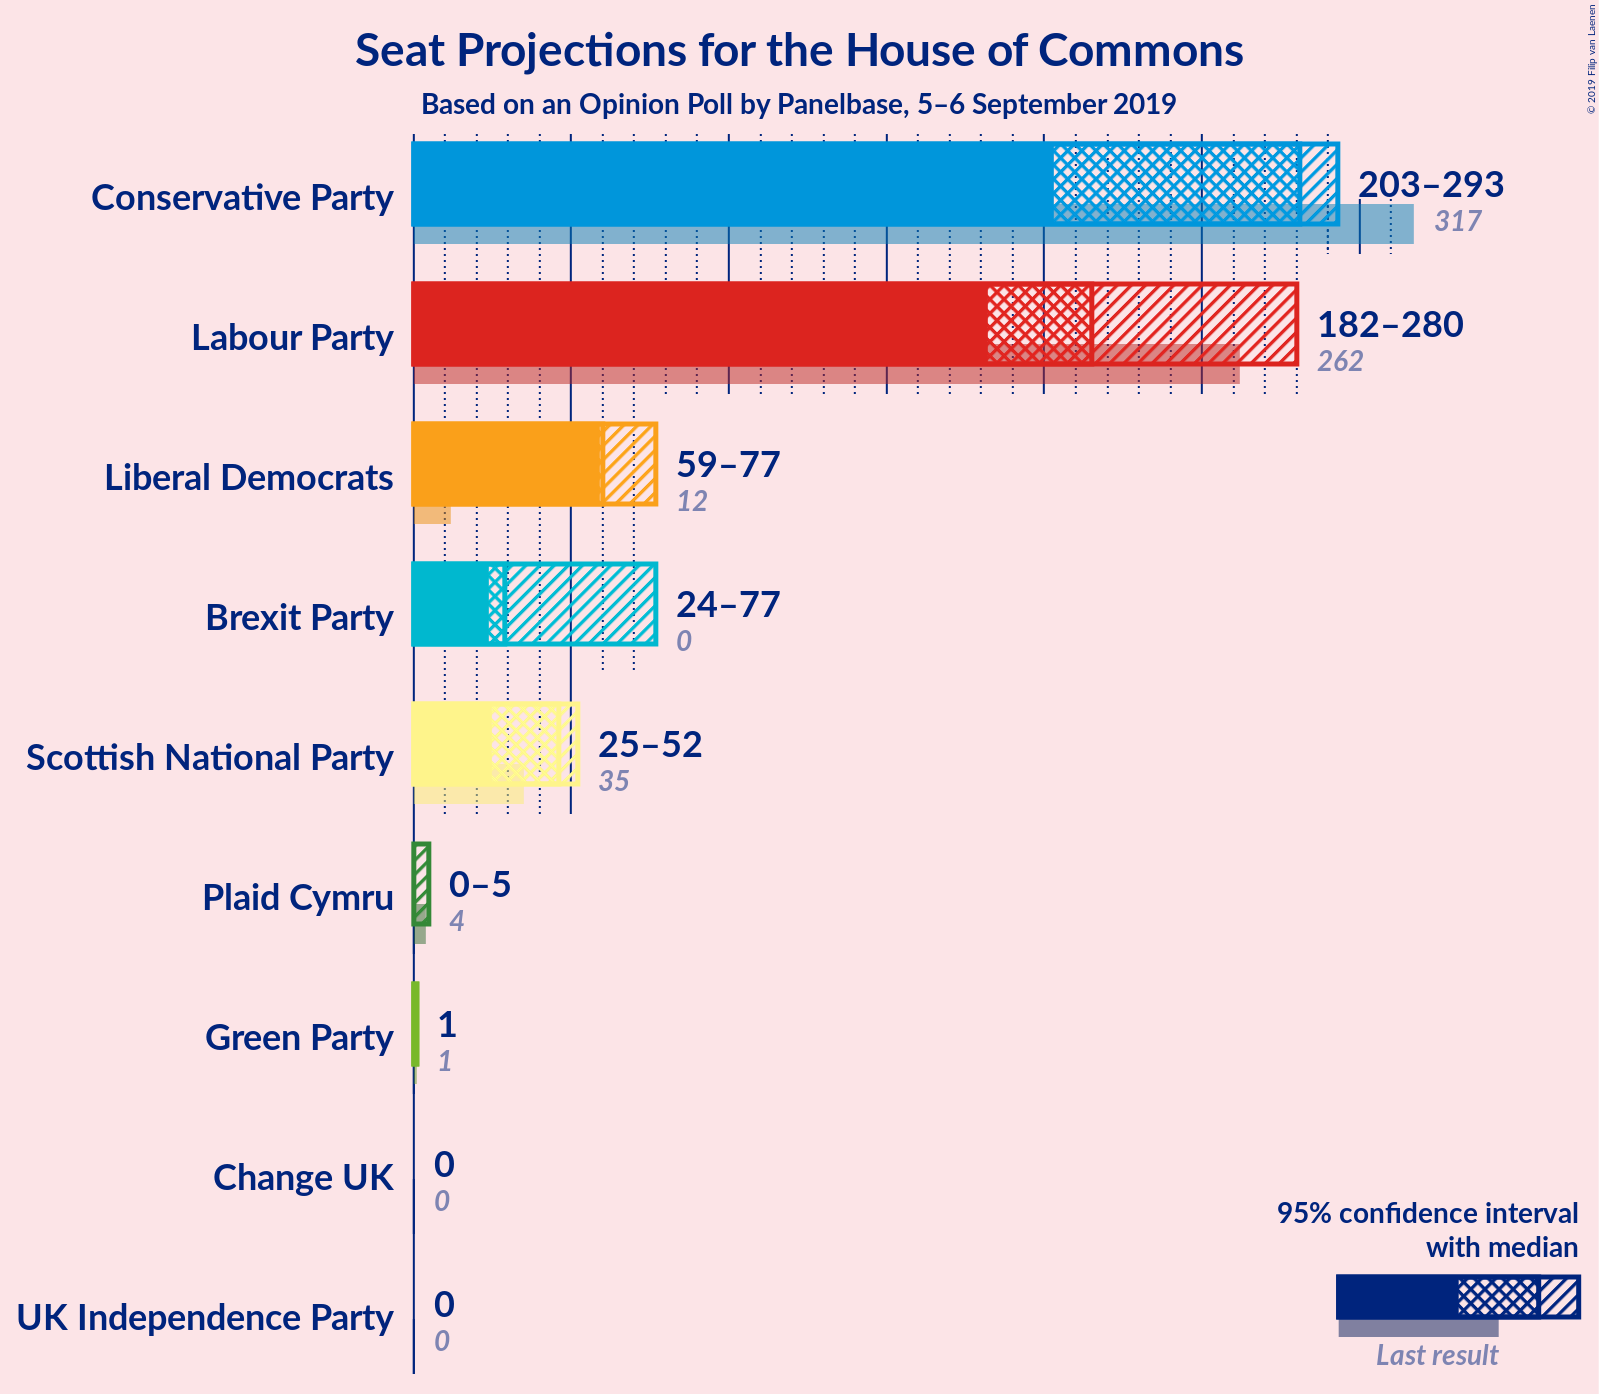 © 2019 Filip van Laenen
Seat Projections for the House of Commons
Based on an Opinion Poll by Panelbase, 5–6 September 2019
Conservative Party
203–293
317
Labour Party
182–280
262
Liberal Democrats
59–77
12
Brexit Party
24–77
0
Scottish National Party
25–52
35
Plaid Cymru
0–5
4
Green Party
1
1
Change UK
0
0
UK Independence Party
0
0
95% confidence interval
with median
Last result